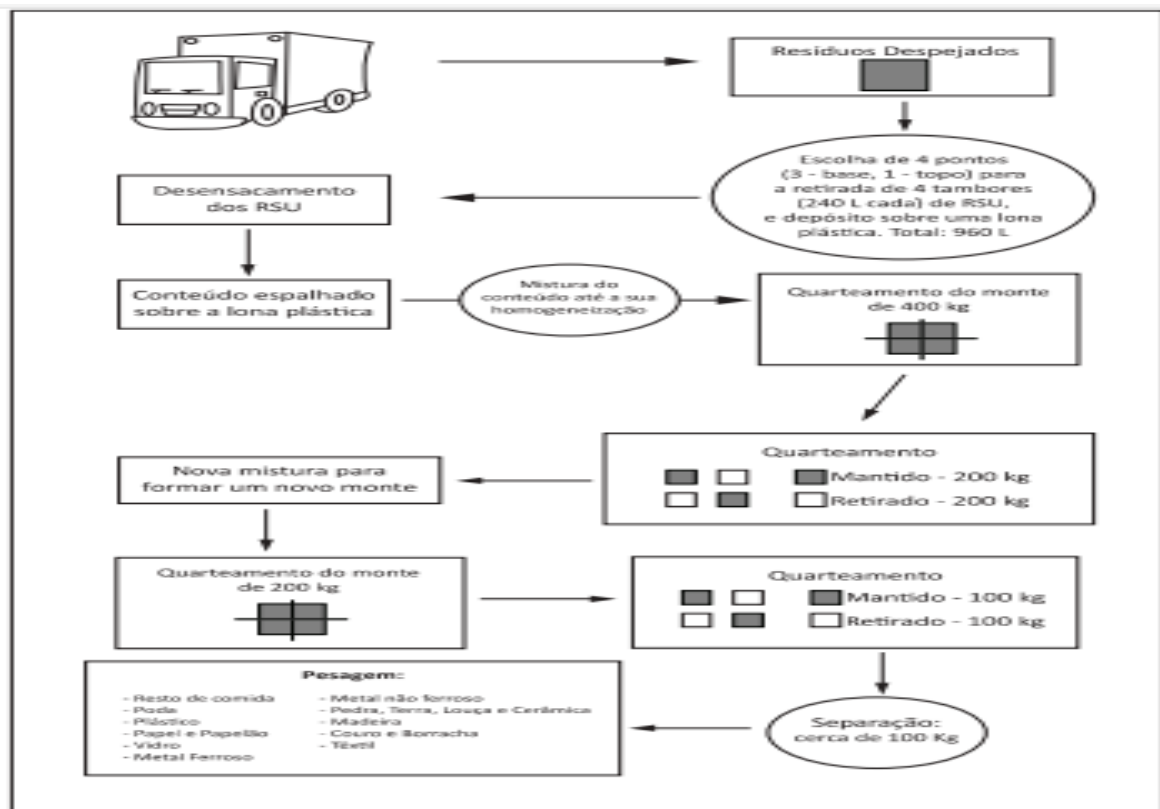 Resíduos Despejados
Escolha de 4 pontos
(3 - base, 1 - topo) para
a retirada de 4 tambores
(240 L cada) de RSU,
e depósito sobre uma lona
plástica. Total: 960 L
Desensacamento
dos RSU
Conteúdo espalhado
sobre a lona plástica
Mistura do
conteúdo até a sua
homogeneização
Quarteamento do monte
de 400 kg
Quarteamento
Mantido - 200 kg
Retirado - 200 kg
Nova mistura para
formar um novo monte
Quarteamento do monte
de 200 kg
Quarteamento
Mantido - 100 kg
Retirado - 100 kg
Separação:
cerca de 100 Kg
Pesagem:
- Resto de comida
- Poda
- Plástico
- Papel e Papelão
- Vidro
- Metal Ferroso
- Metal não ferroso
- Pedra, Terra, Louça e Cerâmica
- Madeira
- Couro e Borracha
- Têxtil